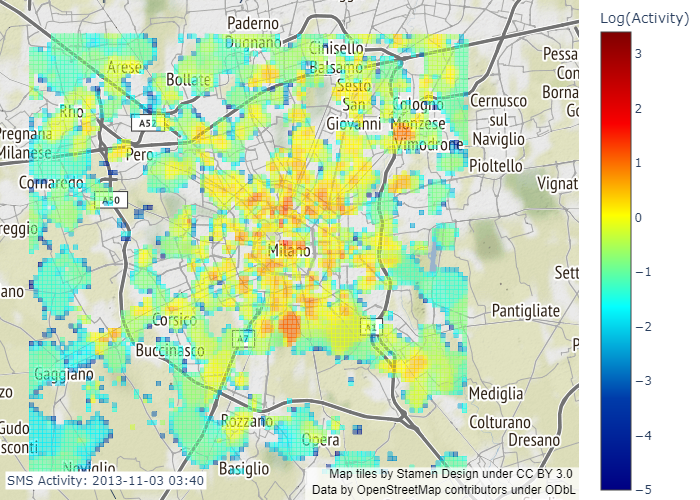 Log(Activity)
Paderno
Dugnano
Cinisello
Balsamo
Arese
Bollate
Sesto
San
Giovanni
Cologno
Monzese
Vimodrone
Cernusco
sul
Naviglio
Pessa
Con
Borna
Go
Rho
A52
Pregnana
Milanese
Pero
Pioltello
Cornaredo
A50
Vignat
reggio
Milano
Sett
ano
Corsico
A7
A1
Pantigliate
Buccinasco
P
Gaggiano
zo
Mediglia
Gudo
sconti
Rozzano
Opera
Colturano
Dresano
Noviglio
Basiglio
SMS Activity: 2013-11-03 03:40
Map tiles by Stamen Design under CC BY 3.0
Data by OpenStreetMap contributors under ODbL
3
2
1
0
−1
−2
−3
−4
−5